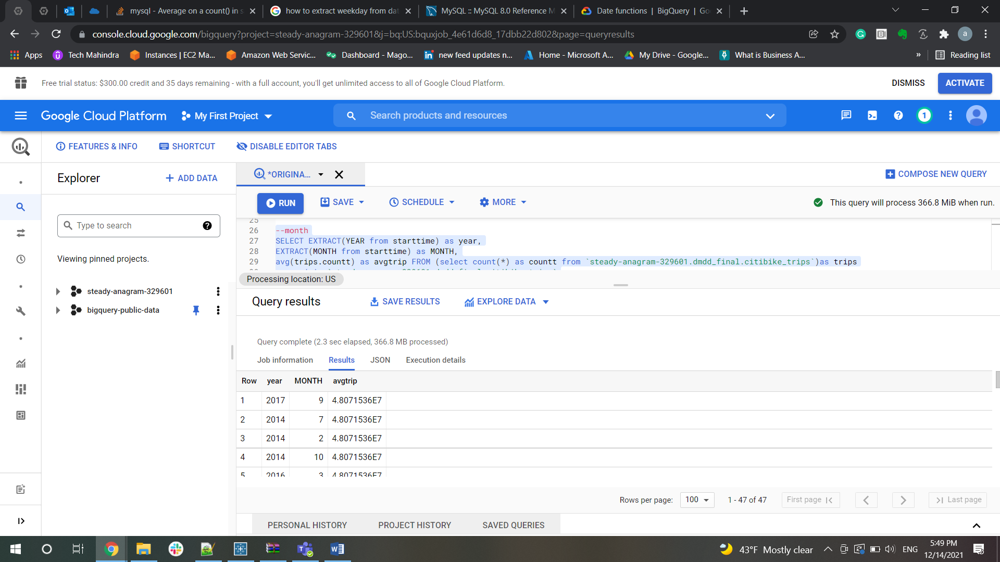 mysql - Average on a count() in s
how to extract weekday from dat
MySQL :: MySQL 8.0 Reference M
Date functions | BigQuery | Go
console.cloud.google.com/bigquery?project=steady-anagram-329601&j=bq:US:bquxjob_4e61d6d8_17dbb22d802&page=queryresults
a
Apps Tech Mahindra Instances | EC2 Ma... Amazon Web Servic... Dashboard - Mago... new feed updates n... Home - Microsoft A... My Drive - Google... What is Business A... » Reading list
Free trial status: $300.00 credit and 35 days remaining - with a full account, you'll get unlimited access to all of Google Cloud Platform.
DISMISS ACTIVATE
Google Cloud Platform My First Project Search products and resources 1
FEATURES & INFO SHORTCUT DISABLE EDITOR TABS
Explorer + ADD DATA
*ORIGINA...
COMPOSE NEW QUERY
RUN SAVE SCHEDULE MORE This query will process 366.8 MiB when run.
Type to search
Viewing pinned projects.
steady-anagram-329601
bigquery-public-data
25
26 --month
27 SELECT EXTRACT(YEAR from starttime) as year,
28 EXTRACT(MONTH from starttime) as MONTH,
29 avg(trips.countt) as avgtrip FROM (select count(*) as countt from `steady-anagram-329601.dmdd_final.citibike_trips`)as trips
Processing location: US
Query results SAVE RESULTS EXPLORE DATA
Query complete (2.3 sec elapsed, 366.8 MB processed)
Job information Results JSON Execution details
Row year MONTH avgtrip
1 2017 9 4.8071536E7
2 2014 7 4.8071536E7
3 2014 2 4.8071536E7
4 2014 10 4.8071536E7
5 2016 3 4.8071536E7
Rows per page: 100 1 - 47 of 47 First page Last page
PERSONAL HISTORY PROJECT HISTORY SAVED QUERIES
43°F Mostly clear ENG
5:49 PM
12/14/2021